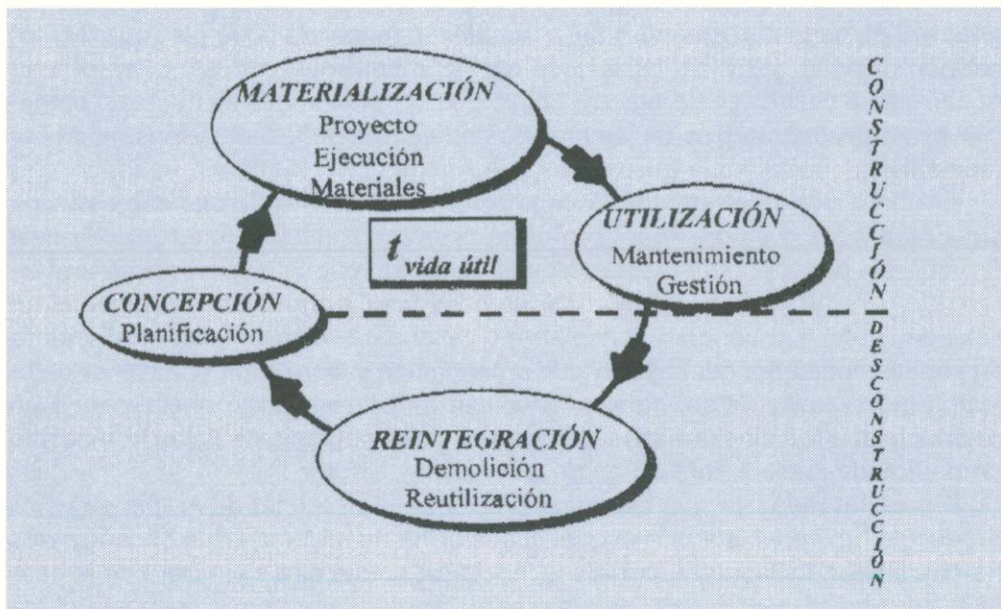 MATERIALIZACIÓN
Proyecto
Ejecución
Materiales
UTILIZACIÓN
Mantenimiento
Gestión
t vida útil
CONCEPCIÓN
Planificación
REINTEGRACIÓN
Demolición
Reutilización
CONSTRUCCIÓN
DESCONSTRUCCIÓN